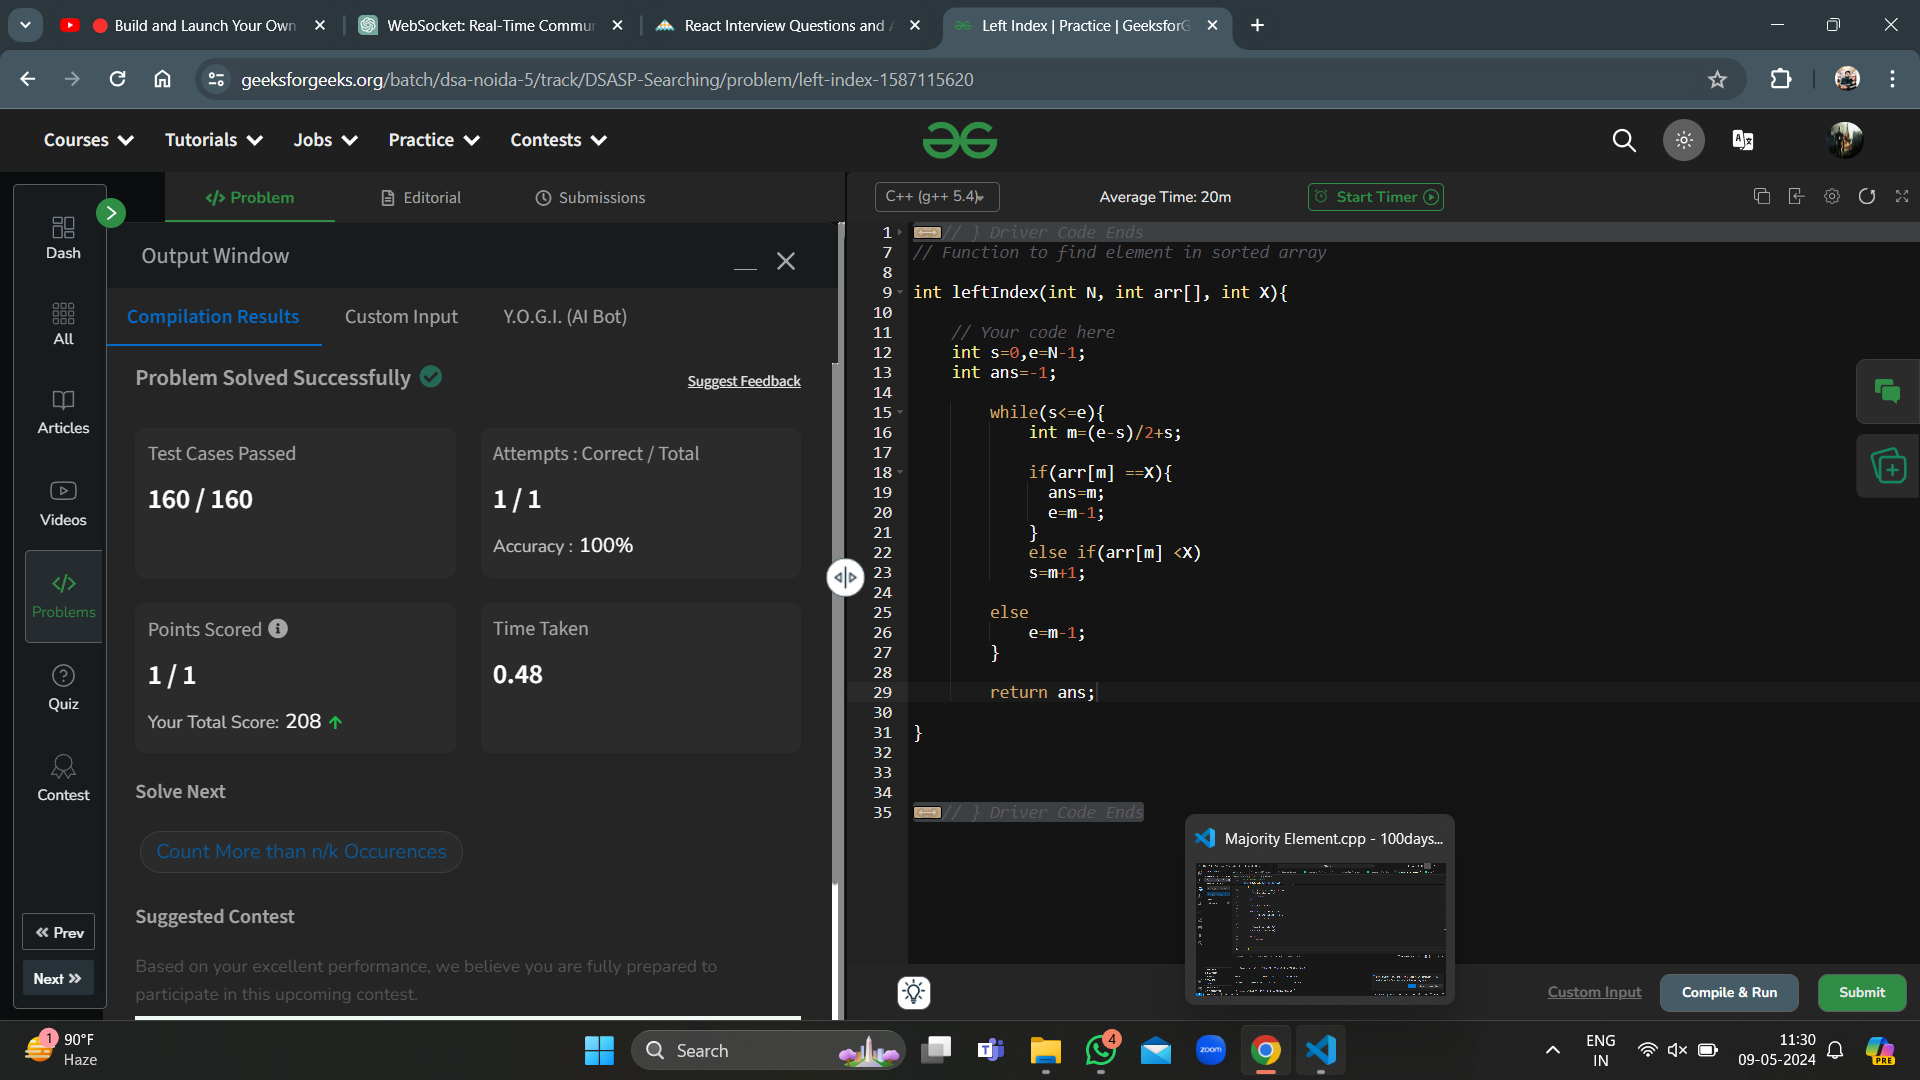 Build and Launch Your Own
WebSocket: Real-Time Commun
React Interview Questions and A
Left Index | Practice | GeeksforG
geeksforgeeks.org/batch/dsa-noida-5/track/DSASP-Searching/problem/left-index-1587115620
Courses
Tutorials
Jobs
Practice
Contests
Dash
All
Articles
Videos
Problems
Quiz
Contest
Prev
Next
</> Problem
Editorial
Submissions
Output Window
Compilation Results
Custom Input
Y.O.G.I. (AI Bot)
Problem Solved Successfully
Suggest Feedback
Test Cases Passed
160 / 160
Attempts : Correct / Total
1 / 1
Accuracy : 100%
Points Scored
1 / 1
Your Total Score: 208
Time Taken
0.48
Solve Next
Count More than n/k Occurences
Suggested Contest
Based on your excellent performance, we believe you are fully prepared to
participate in this upcoming contest.
C++ (g++ 5.4)
Average Time: 20m
Start Timer
1 // } Driver Code Ends
7 // Function to find element in sorted array
8
9 int leftIndex(int N, int arr[], int X){
10
11 // Your code here
12 int s=0,e=N-1;
13 int ans=-1;
14
15 while(s<=e){
16 int m=(e-s)/2+s;
17
18 if(arr[m] ==X){
19 ans=m;
20 e=m-1;
21 }
22 else if(arr[m] <X)
23 s=m+1;
24
25 else
26 e=m-1;
27 }
28
29 return ans;
30
31 }
32
33
34
35 // } Driver Code Ends
Majority Element.cpp - 100days...
Custom Input
Compile & Run
Submit
1
90°F
Haze
Search
4
zoom
ENG
IN
11:30
09-05-2024
PRE